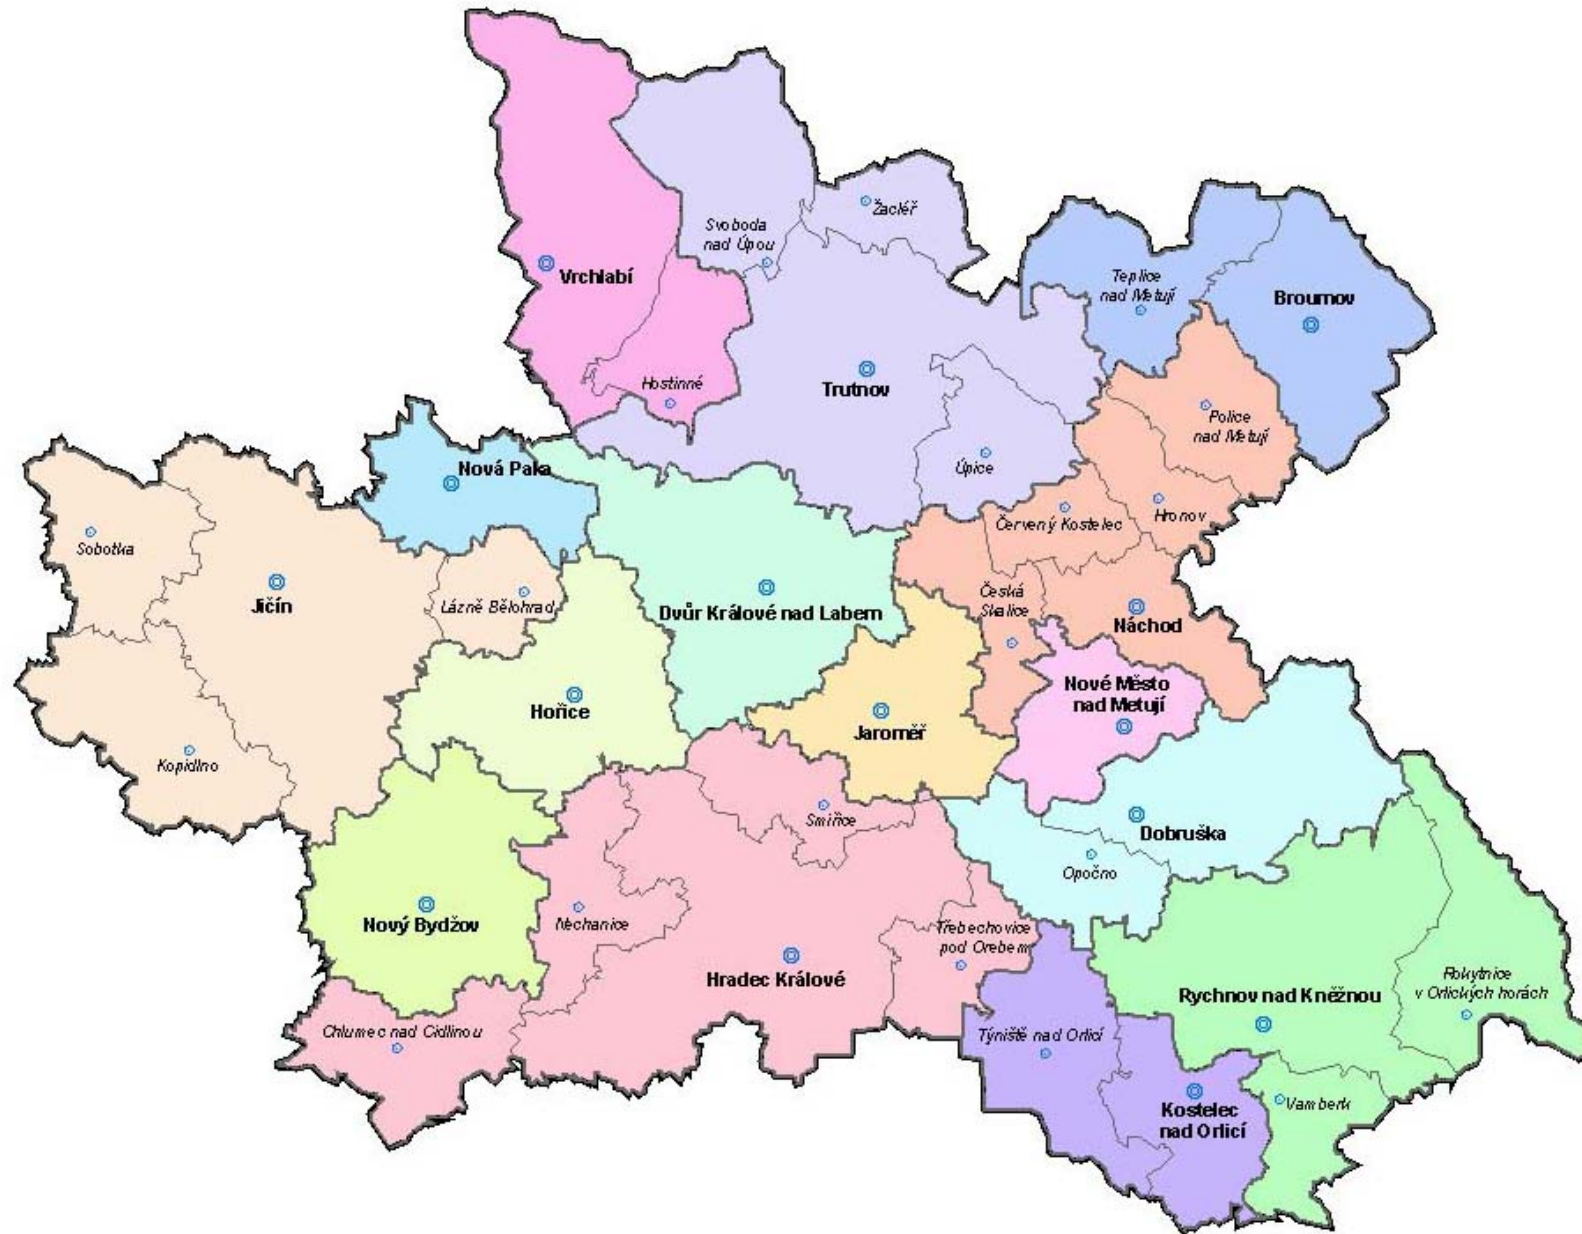 Žacléř
Svoboda
nad Úpou
Vrchlabí
Teplice
nad Metují
Broumov
Hostinné
Trutnov
Police
nad Metují
Nová Paka
Úpice
Sobotka
Červený Kostelec
Hronov
Jičín
Lázně Bělohrad
Dvůr Králové nad Labem
Česká
Skalice
Náchod
Hořice
Nové Město
nad Metují
Jaroměř
Kopidlno
Smiřice
Dobruška
Opočno
Nový Bydžov
Nechanice
Třebechovice
pod Orebem
Hradec Králové
Rychnov nad Kněžnou
Rokytnice
v Orlických horách
Chlumec nad Cidlinou
Týniště nad Orlicí
Kostelec
nad Orlicí
Vamberk